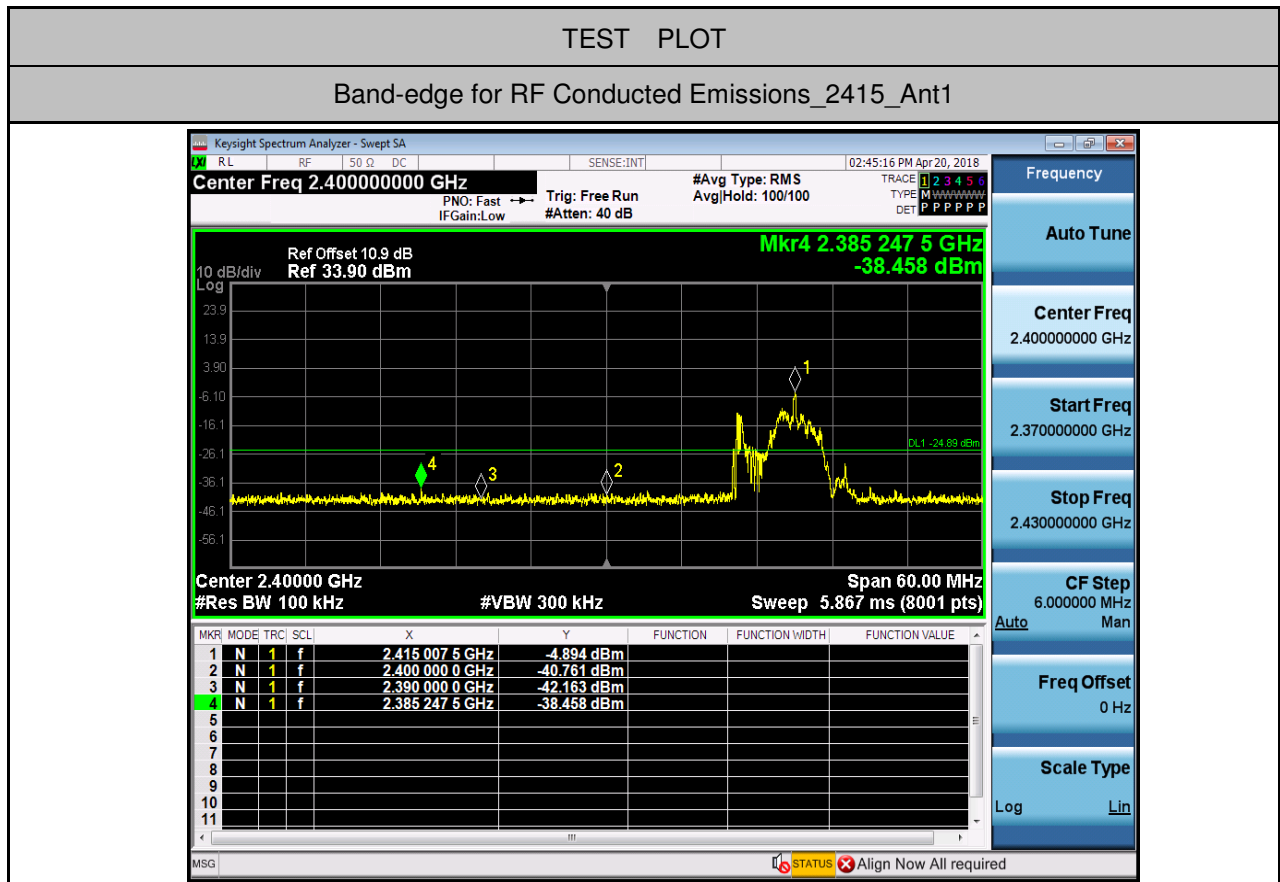 TEST PLOT
Band-edge for RF Conducted Emissions_2415_Ant1
Keysight Spectrum Analyzer - Swept SA
LXI RL RF 50 Ω DC SENSE:INT 02:45:16 PM Apr 20, 2018
Center Freq 2.400000000 GHz
PNO: Fast
IFGain:Low
Trig: Free Run
#Atten: 40 dB
#Avg Type: RMS
Avg|Hold: 100/100
TRACE 1 2 3 4 5 6
TYPE M WWWWW
DET P P P P P P
Mkr4 2.385 247 5 GHz
-38.458 dBm
Ref Offset 10.9 dB
Ref 33.90 dBm
10 dB/div
Log
23.9
13.9
3.90
-6.10
-16.1
-26.1
-36.1
-46.1
-56.1
1
2
3
4
DL1 -24.89 dBm
Center 2.40000 GHz Span 60.00 MHz
#Res BW 100 kHz #VBW 300 kHz Sweep 5.867 ms (8001 pts)
MKR MODE TRC SCL X Y FUNCTION FUNCTION WIDTH FUNCTION VALUE
1 N 1 f 2.415 007 5 GHz -4.894 dBm
2 N 1 f 2.400 000 0 GHz -40.761 dBm
3 N 1 f 2.390 000 0 GHz -42.163 dBm
4 N 1 f 2.385 247 5 GHz -38.458 dBm
5
6
7
8
9
10
11
MSG STATUS Align Now All required
Frequency
Auto Tune
Center Freq
2.400000000 GHz
Start Freq
2.370000000 GHz
Stop Freq
2.430000000 GHz
CF Step
6.000000 MHz
Auto Man
Freq Offset
0 Hz
Scale Type
Log Lin